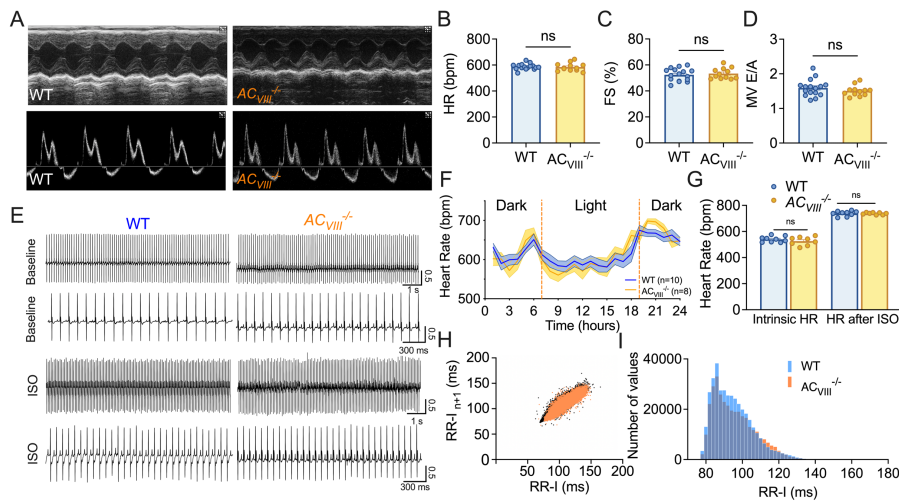 A
WT
AC_VIII^-/-
WT
AC_VIII^-/-
B
HR (bpm)
800
600
400
200
0
ns
WT
AC_VIII^-/-
C
FS (%)
80
60
40
20
0
ns
WT
AC_VIII^-/-
D
MV E/A
3
2
1
0
ns
WT
AC_VIII^-/-
E
WT
AC_VIII^-/-
Baseline
0.5
1 s
Baseline
0.5
300 ms
ISO
0.5
1 s
ISO
0.5
300 ms
F
Dark
Light
Dark
Heart Rate (bpm)
700
600
500
WT (n=10)
AC_VIII^-/- (n=8)
0
3
6
9
12
15
18
21
24
Time (hours)
G
WT
AC_VIII^-/-
Heart Rate (bpm)
800
600
400
200
0
ns
ns
Intrinsic HR
HR after ISO
H
RR-I_n+1 (ms)
200
150
100
50
0
0
50
100
150
200
RR-I (ms)
I
Number of values
40000
20000
0
WT
AC_VIII^-/-
80
100
120
140
160
RR-I (ms)